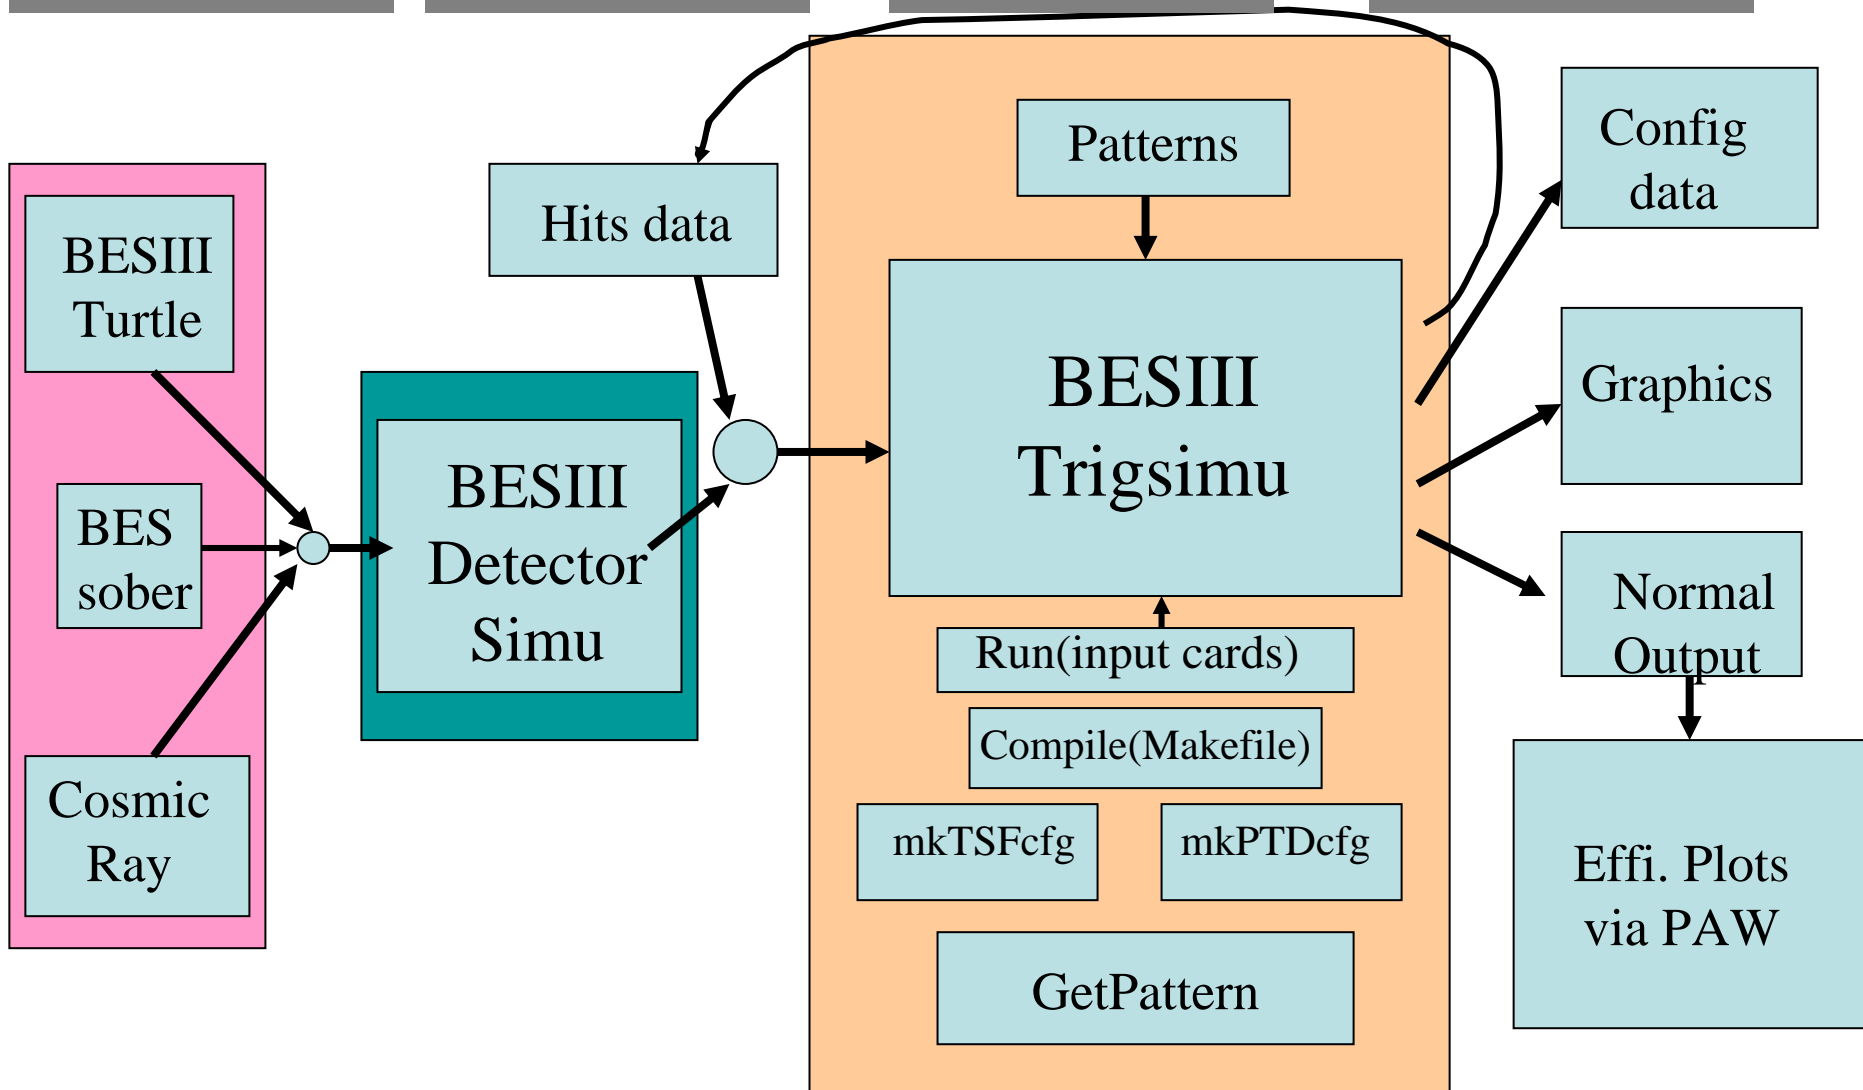 BESIII
Turtle
BES
sober
Cosmic
Ray
Hits data
BESIII
Detector
Simu
Patterns
BESIII
Trigsimu
Run(input cards)
Compile(Makefile)
mkTSFcfg
mkPTDcfg
GetPattern
Config
data
Graphics
Normal
Output
Effi. Plots
via PAW